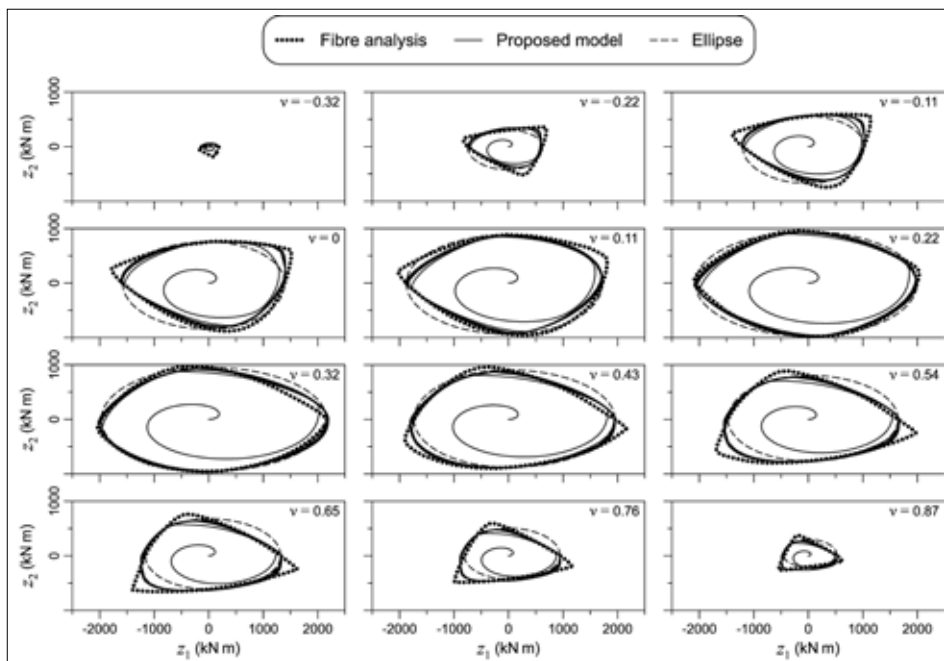 Fibre analysis Proposed model Ellipse
1000 ν = −0.32 ν = −0.22 ν = −0.11
z2 (kN m) 0
1000 ν = 0 ν = 0.11 ν = 0.22
z2 (kN m) 0
1000 ν = 0.32 ν = 0.43 ν = 0.54
z2 (kN m) 0
1000 ν = 0.65 ν = 0.76 ν = 0.87
z2 (kN m) 0
-2000 -1000 0 1000 2000 -2000 -1000 0 1000 2000 -2000 -1000 0 1000 2000
z1 (kN m) z1 (kN m) z1 (kN m)